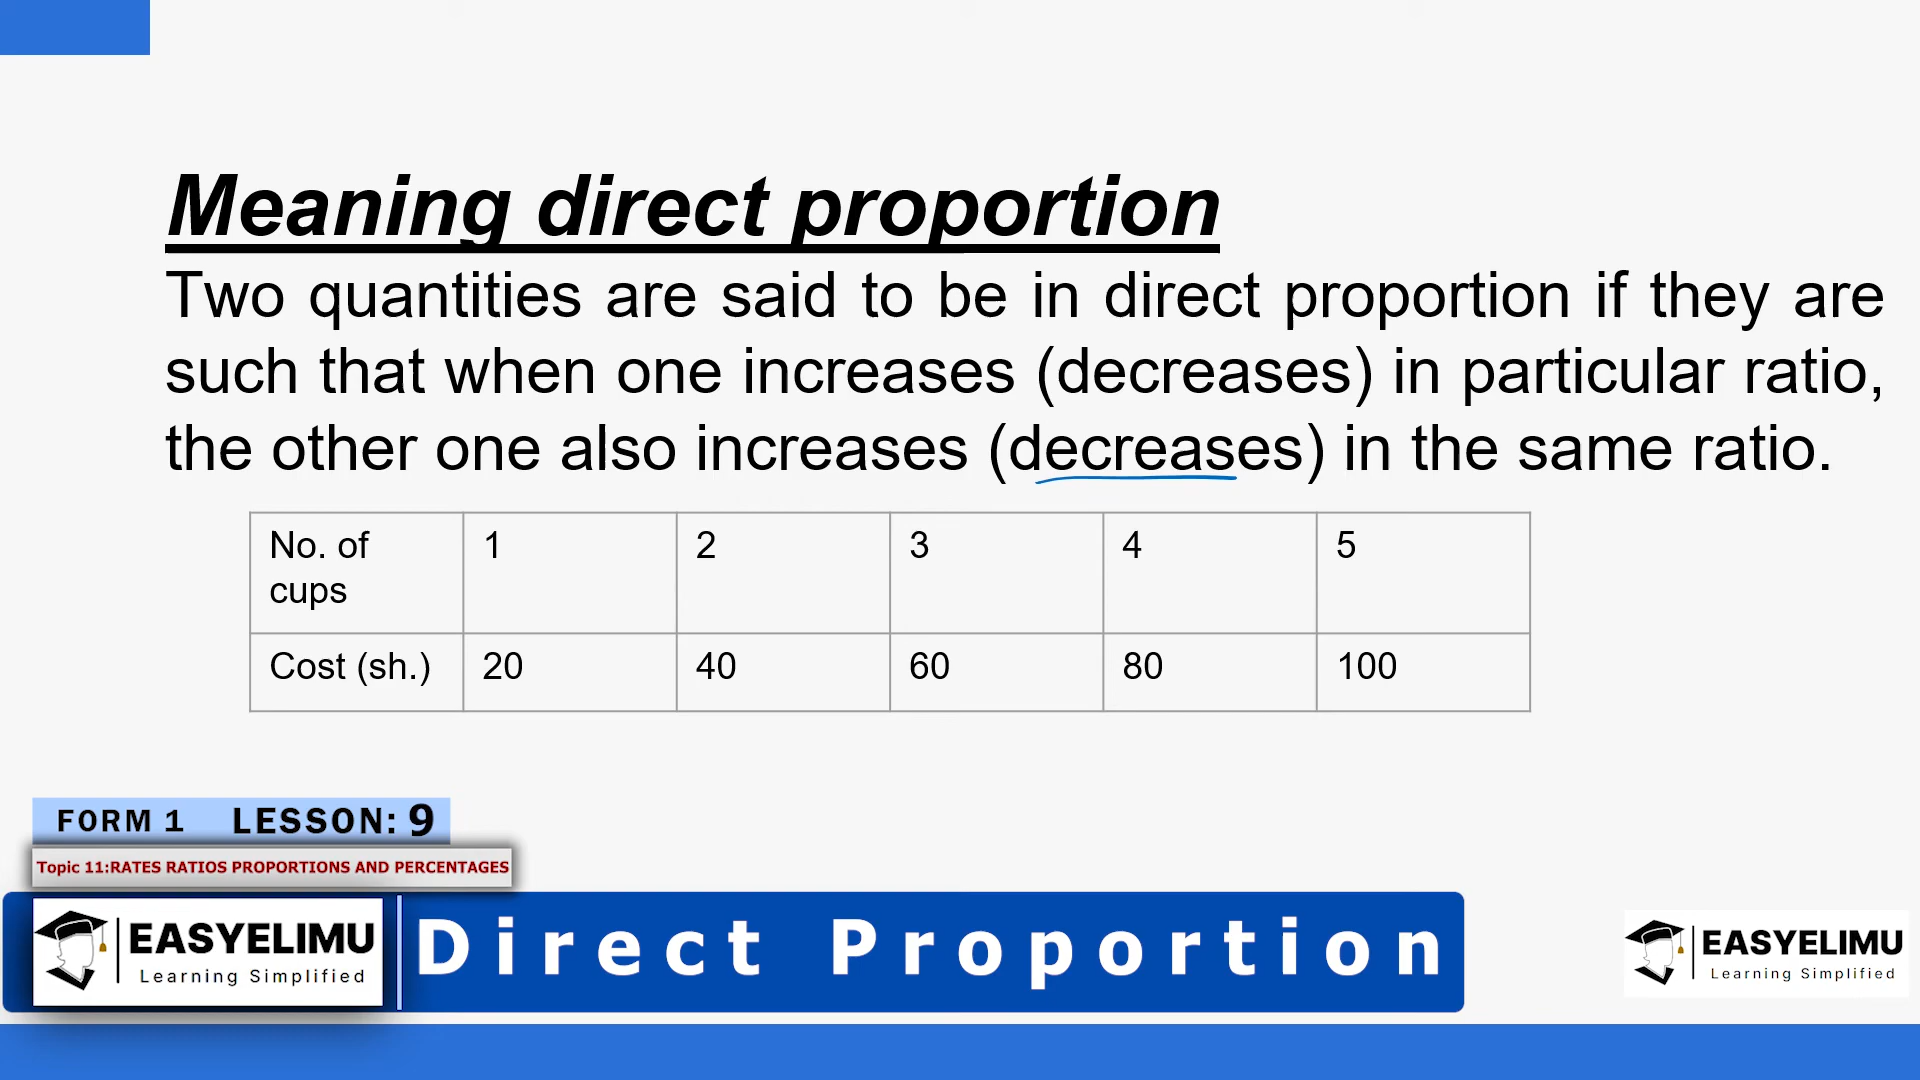 Meaning direct proportion
Two quantities are said to be in direct proportion if they are
such that when one increases (decreases) in particular ratio,
the other one also increases (decreases) in the same ratio.
No. of cups 1 2 3 4 5
Cost (sh.) 20 40 60 80 100
FORM 1 LESSON: 9
Topic 11:RATES RATIOS PROPORTIONS AND PERCENTAGES
EASYELIMU
Learning Simplified
Direct Proportion
EASYELIMU
Learning Simplified